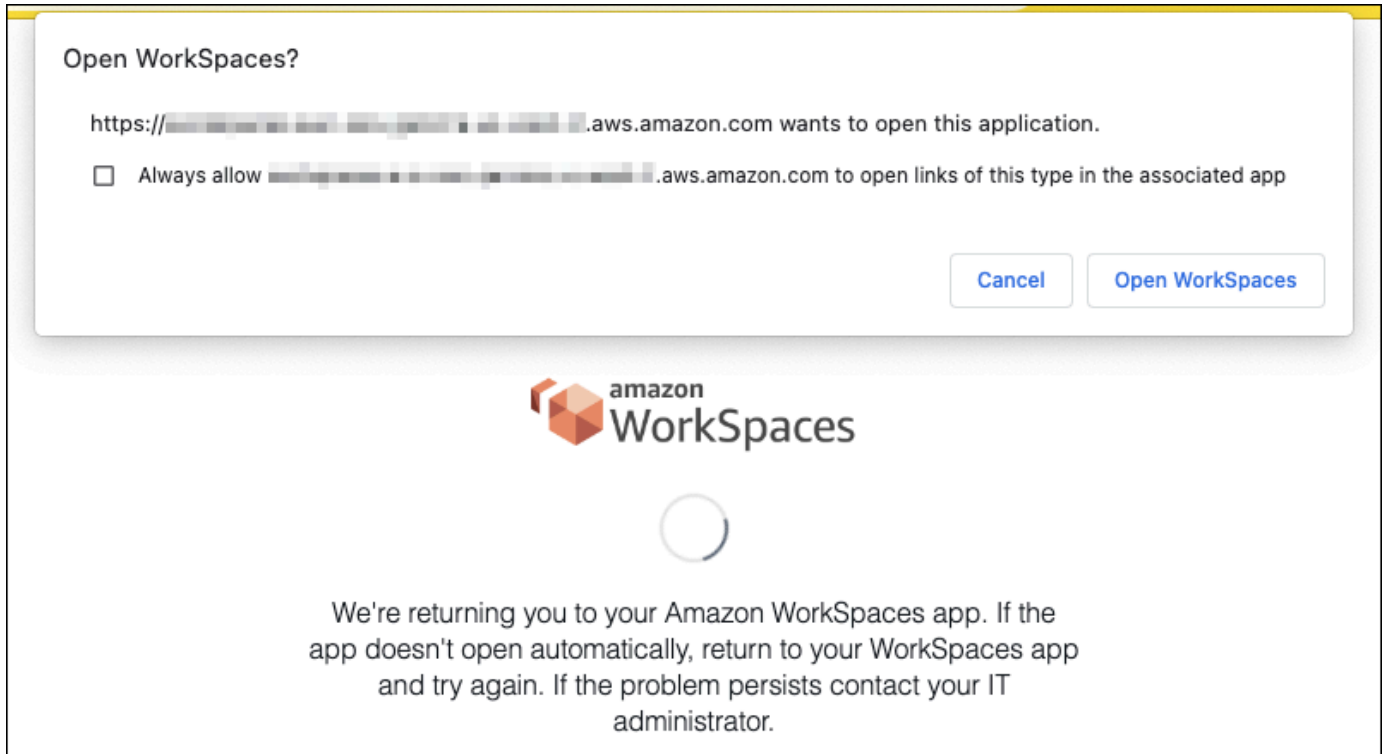 Open WorkSpaces?
https:// .aws.amazon.com wants to open this application.
Always allow .aws.amazon.com to open links of this type in the associated app
Cancel
Open WorkSpaces
amazon
WorkSpaces
We're returning you to your Amazon WorkSpaces app. If the
app doesn't open automatically, return to your WorkSpaces app
and try again. If the problem persists contact your IT
administrator.